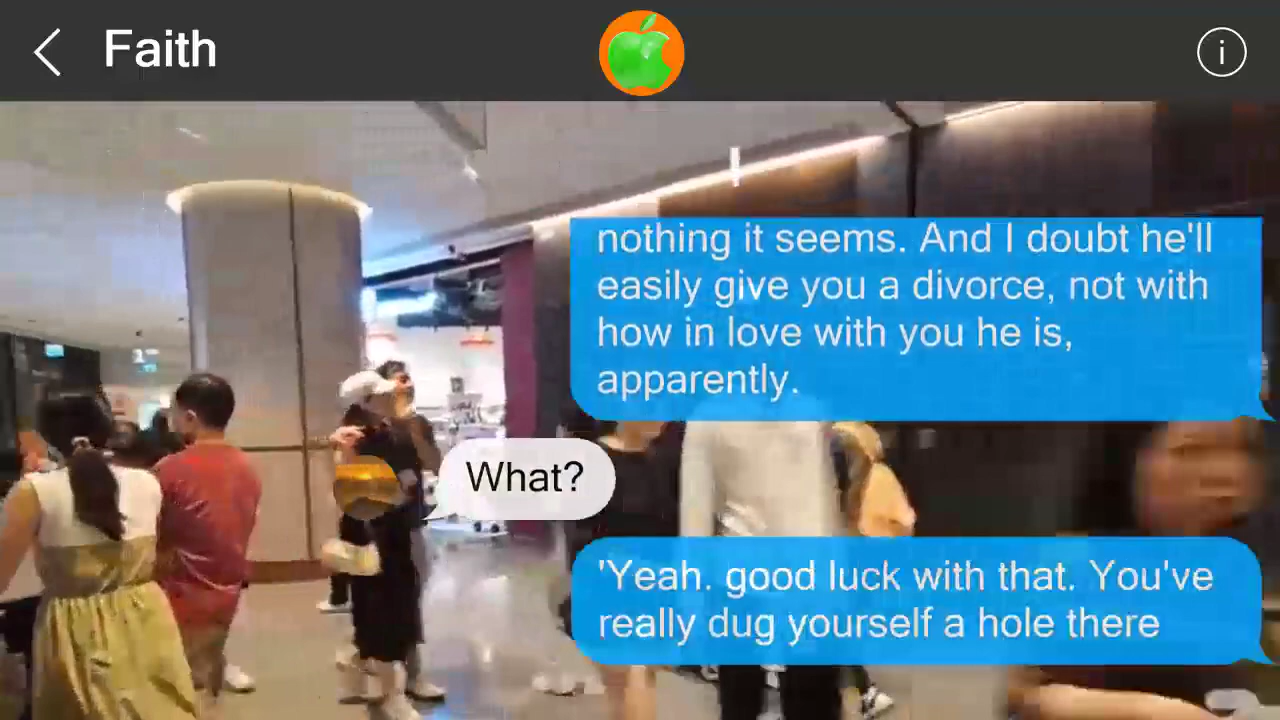 Faith
i
nothing it seems. And I doubt he'll
easily give you a divorce, not with
how in love with you he is,
apparently.
What?
'Yeah. good luck with that. You've
really dug yourself a hole there